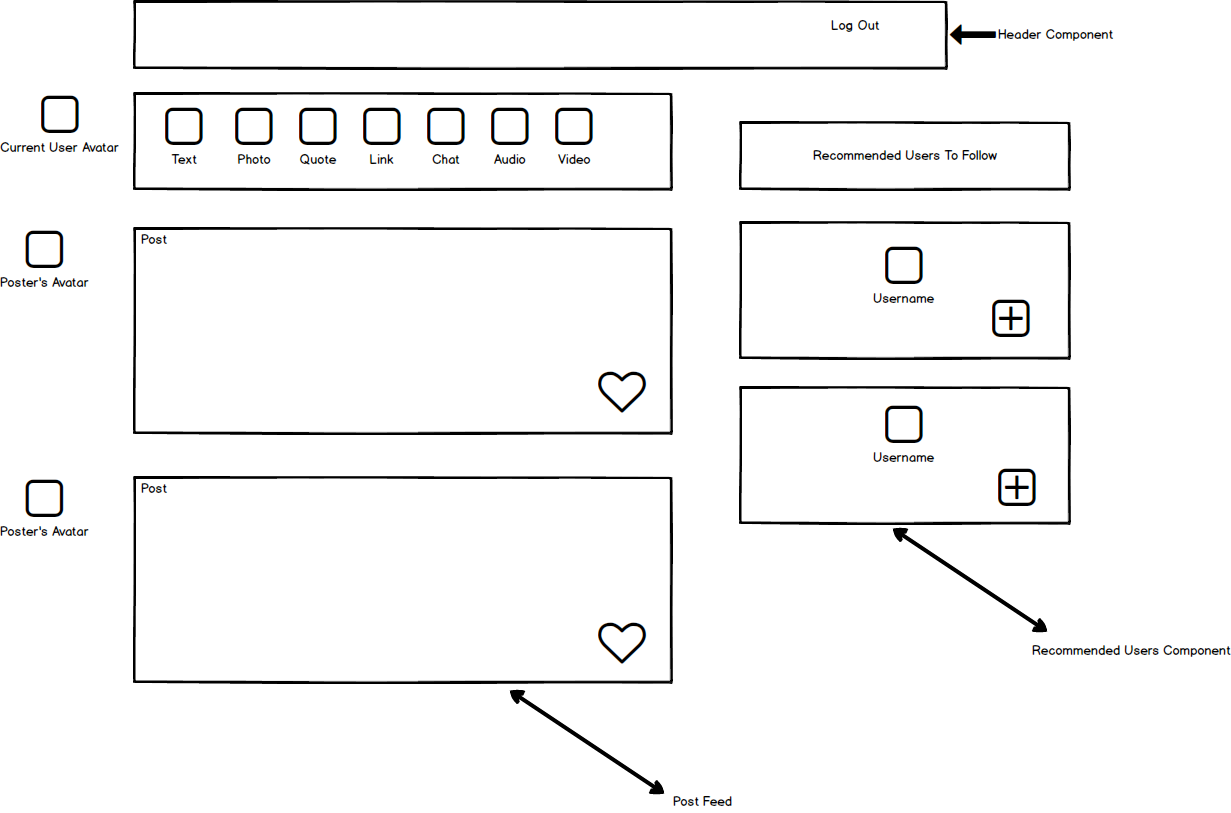 Log Out
Header Component
Current User Avatar
Text Photo Quote Link Chat Audio Video
Recommended Users To Follow
Poster's Avatar
Post
Username
Username
Poster's Avatar
Post
Recommended Users Component
Post Feed